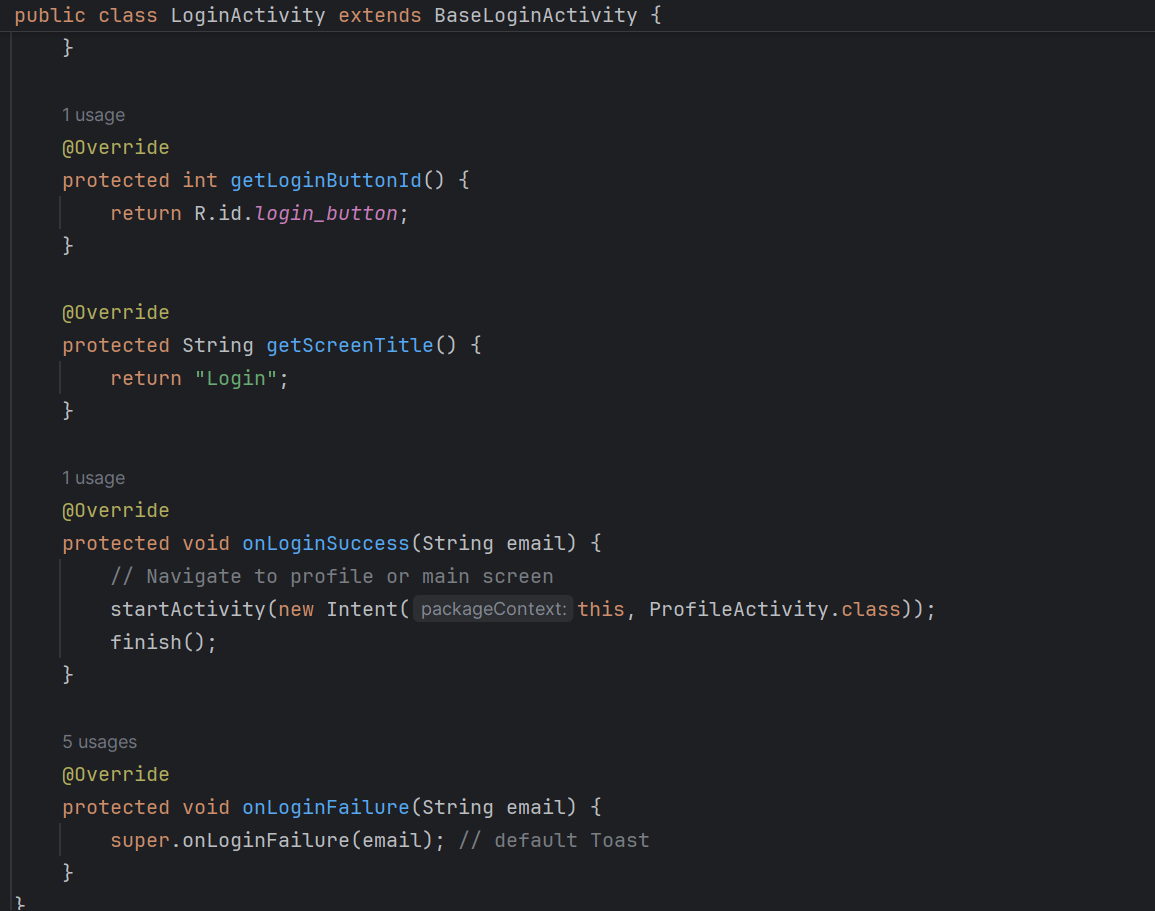 public class LoginActivity extends BaseLoginActivity {
    }

    1 usage
    @Override
    protected int getLoginButtonId() {
        return R.id.login_button;
    }

    @Override
    protected String getScreenTitle() {
        return "Login";
    }

    1 usage
    @Override
    protected void onLoginSuccess(String email) {
        // Navigate to profile or main screen
        startActivity(new Intent( packageContext: this, ProfileActivity.class));
        finish();
    }

    5 usages
    @Override
    protected void onLoginFailure(String email) {
        super.onLoginFailure(email); // default Toast
    }
}